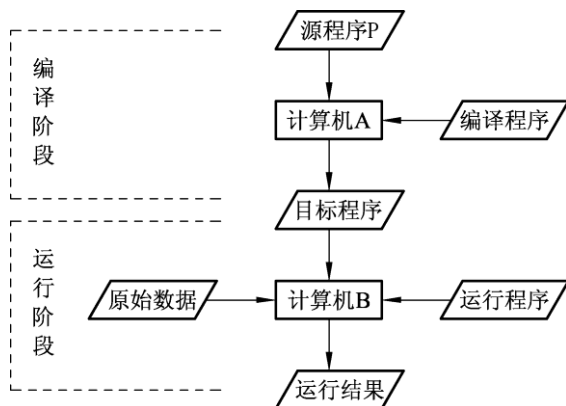 源程序P
编译阶段
计算机A
编译程序
目标程序
运行阶段
原始数据
计算机B
运行程序
运行结果